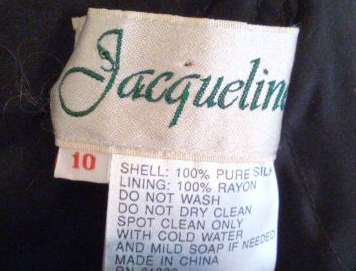 Jacqueline
10
SHELL: 100% PURE SILK
LINING: 100% RAYON
DO NOT WASH
DO NOT DRY CLEAN
SPOT CLEAN ONLY
WITH COLD WATER
AND MILD SOAP IF NEEDED
MADE IN CHINA